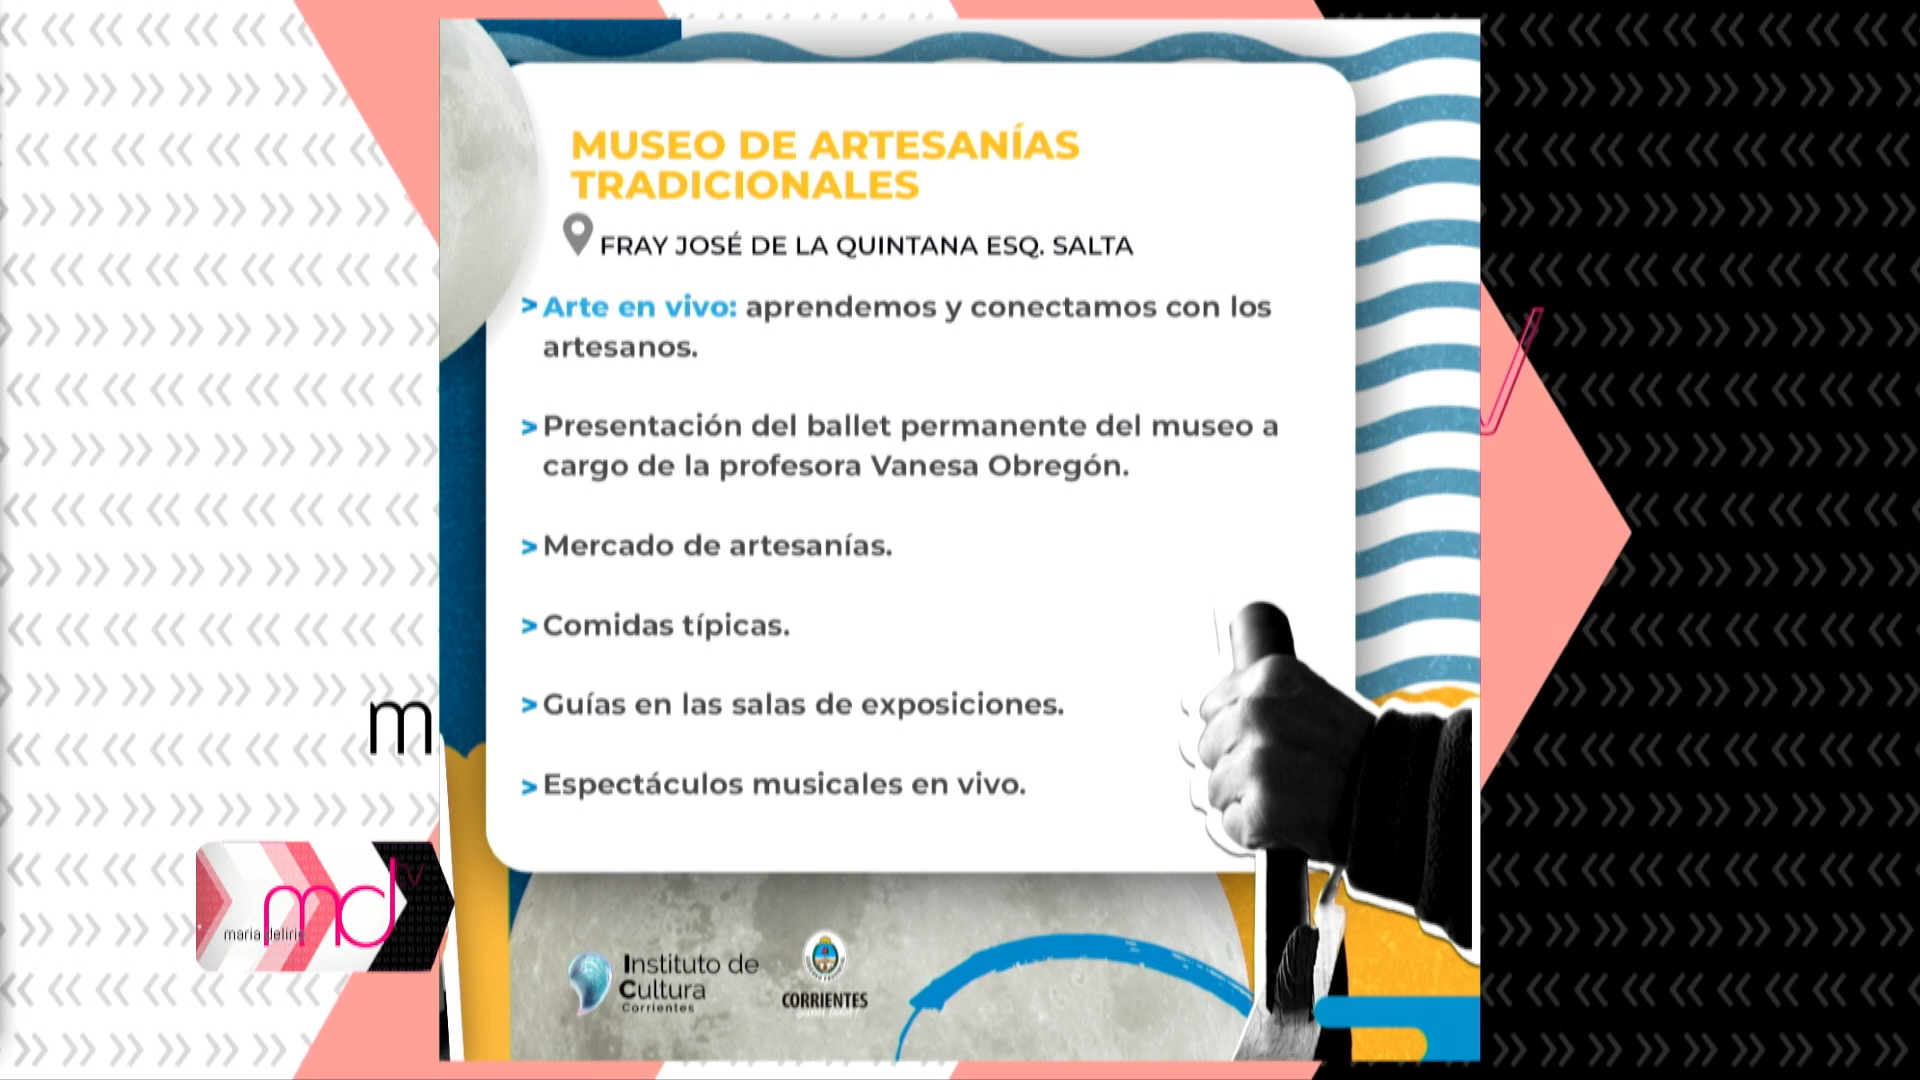 MUSEO DE ARTESANÍAS
TRADICIONALES
FRAY JOSÉ DE LA QUINTANA ESQ. SALTA
> Arte en vivo: aprendemos y conectamos con los
artesanos.
> Presentación del ballet permanente del museo a
cargo de la profesora Vanesa Obregón.
> Mercado de artesanías.
> Comidas típicas.
> Guías en las salas de exposiciones.
> Espectáculos musicales en vivo.
m
md tv
maria deliri
Instituto de
Cultura
Corrientes
CORRIENTES